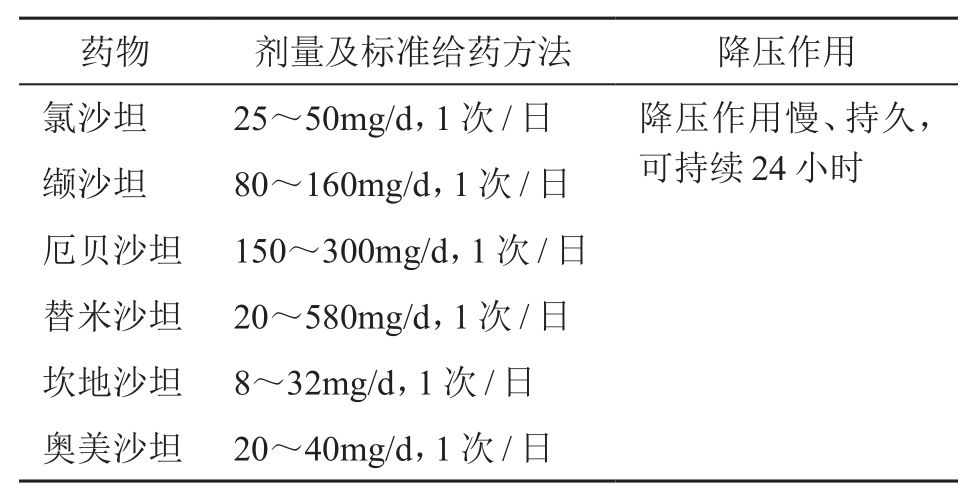 药物 剂量及标准给药方法 降压作用
氯沙坦 25～50mg/d，1 次 / 日 降压作用慢、持久，
可持续24 小时
缬沙坦 80～160mg/d，1 次 / 日
厄贝沙坦 150～300mg/d，1 次 / 日
替米沙坦 20～580mg/d，1 次 / 日
坎地沙坦 8～32mg/d，1 次 / 日
奥美沙坦 20～40mg/d，1 次 / 日